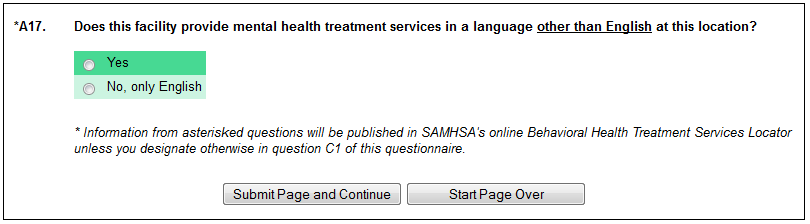 *A17. Does this facility provide mental health treatment services in a language other than English at this location?
Yes
No, only English
* Information from asterisked questions will be published in SAMHSA's online Behavioral Health Treatment Services Locator
unless you designate otherwise in question C1 of this questionnaire.
Submit Page and Continue Start Page Over